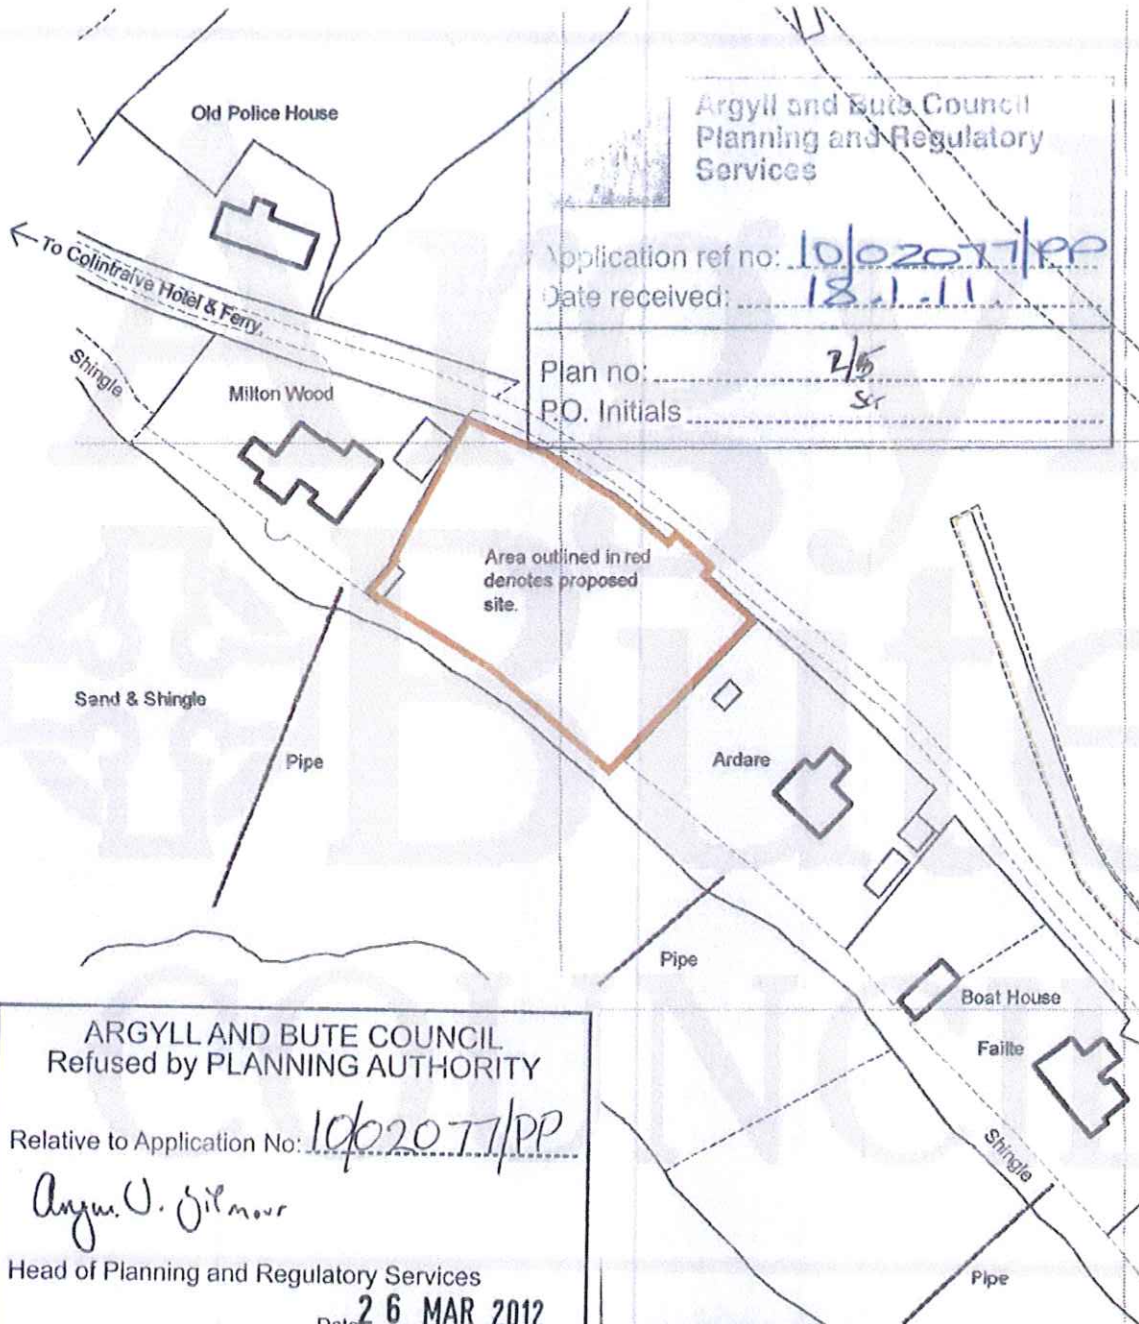 Argyll and Bute Council
Planning and Regulatory
Services
Application ref no: 10/02077/PP
Date received: 18.1.11
Plan no: 2/5
P.O. Initials
Old Police House
To Colintraive Hotel & Ferry.
Shingle
Milton Wood
Area outlined in red
denotes proposed
site.
Sand & Shingle
Pipe
Ardare
Pipe
Boat House
Failte
Shingle
Pipe
ARGYLL AND BUTE COUNCIL
Refused by PLANNING AUTHORITY
Relative to Application No: 10/02077/PP
Angus J. Gilmour
Head of Planning and Regulatory Services
Date 26 MAR 2012
Argyll
Bute
COUNCIL